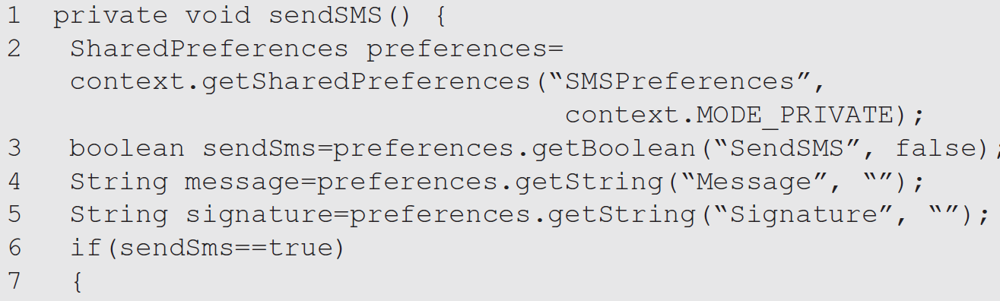 1 private void sendSMS() {
2 SharedPreferences preferences=
context.getSharedPreferences(“SMSPreferences”,
context.MODE_PRIVATE);
3 boolean sendSms=preferences.getBoolean(“SendSMS”, false);
4 String message=preferences.getString(“Message”, “”);
5 String signature=preferences.getString(“Signature”, “”);
6 if(sendSms==true)
7 {